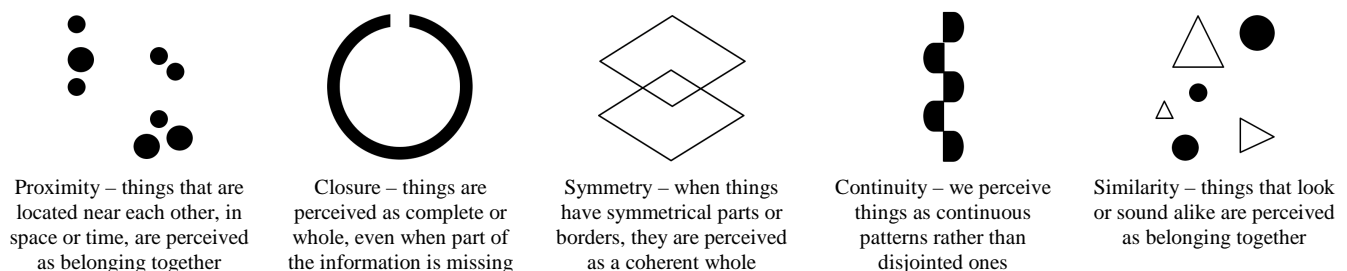 Proximity – things that are
located near each other, in
space or time, are perceived
as belonging together
Closure – things are
perceived as complete or
whole, even when part of
the information is missing
Symmetry – when things
have symmetrical parts or
borders, they are perceived
as a coherent whole
Continuity – we perceive
things as continuous
patterns rather than
disjointed ones
Similarity – things that look
or sound alike are perceived
as belonging together